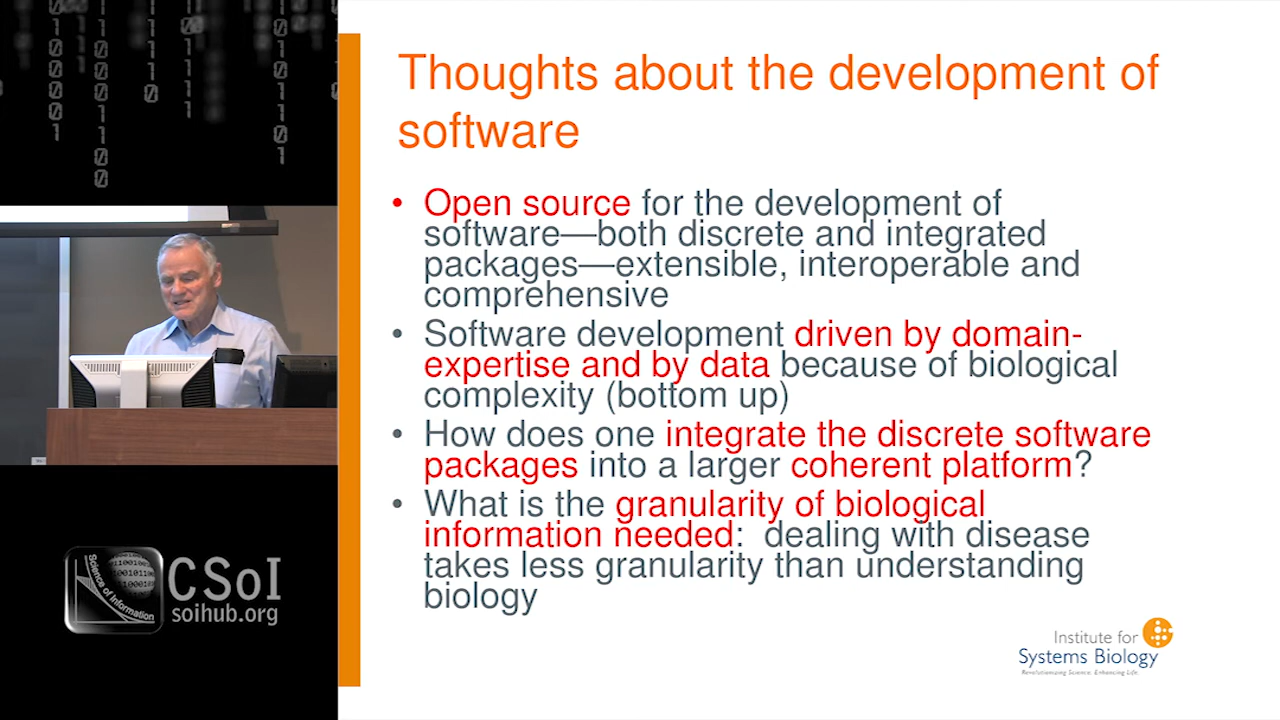 Thoughts about the development of
software
• Open source for the development of
software—both discrete and integrated
packages—extensible, interoperable and
comprehensive
• Software development driven by domain-
expertise and by data because of biological
complexity (bottom up)
• How does one integrate the discrete software
packages into a larger coherent platform?
• What is the granularity of biological
information needed: dealing with disease
takes less granularity than understanding
biology
Science of Information
CSoI
soihub.org
Institute for
Systems Biology
Revolutionizing Science. Enhancing Life.